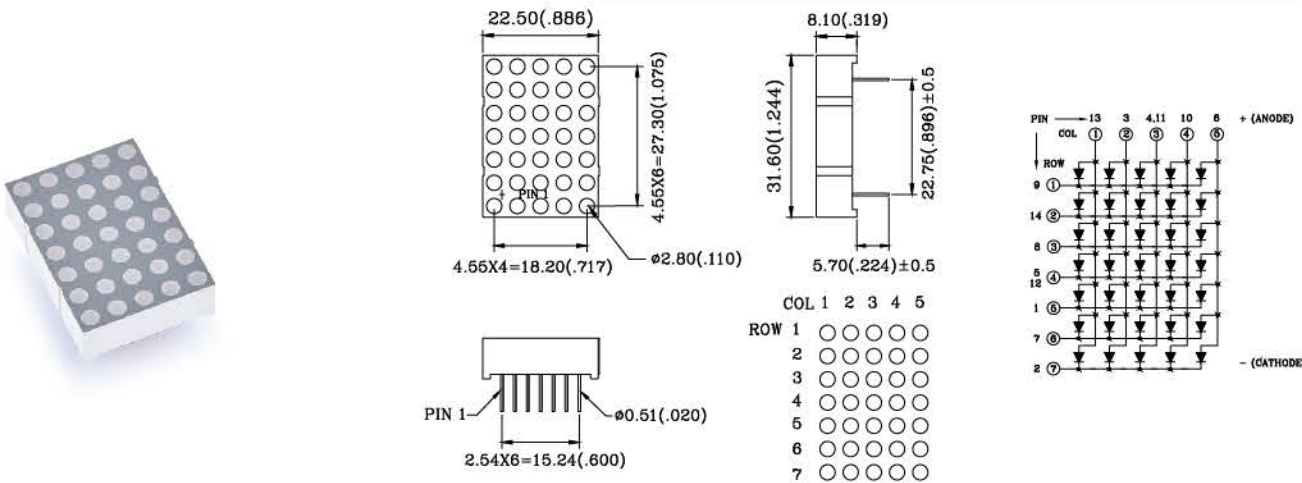 22.50(.886)
4.55X6=27.30(1.075)
+ PIN 1
4.55X4=18.20(.717)
ø2.80(.110)
8.10(.319)
31.60(1.244)
22.75(.896)±0.5
5.70(.224)±0.5
PIN 1
ø0.51(.020)
2.54X6=15.24(.600)
COL 1 2 3 4 5
ROW 1
2
3
4
5
6
7
PIN 13 3 4,11 10 6 + (ANODE)
COL 1 2 3 4 5
ROW
9 1
14 2
8 3
5 4
12
1 5
7 6
2 7
- (CATHODE